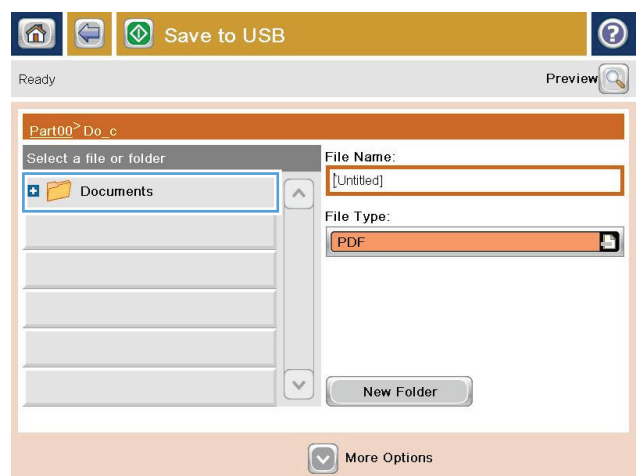 Save to USB
Ready
Preview
Part00>Do_c
Select a file or folder
File Name:
Documents
[Untitled]
File Type:
PDF
New Folder
More Options